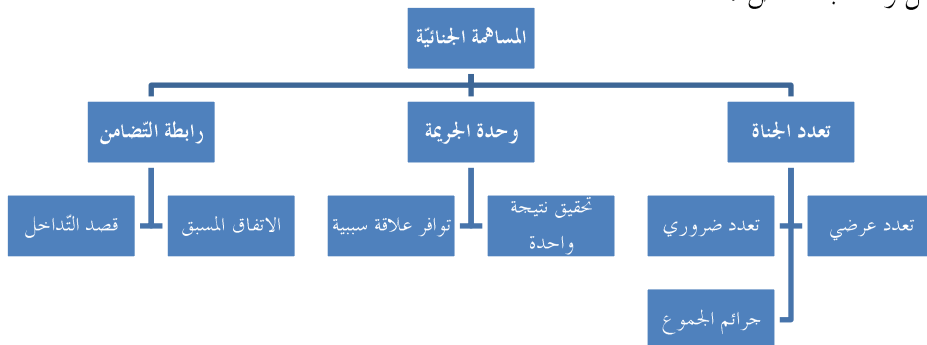 المساهمة الجنائيّة
تعدد الجناة
وحدة الجريمة
رابطة التّضامن
تعدد عرضي
تعدد ضروري
تحقيق نتيجة
واحدة
توافر علاقة سببية
الاتفاق المسبق
قصد التّداخل
جرائم الجموع